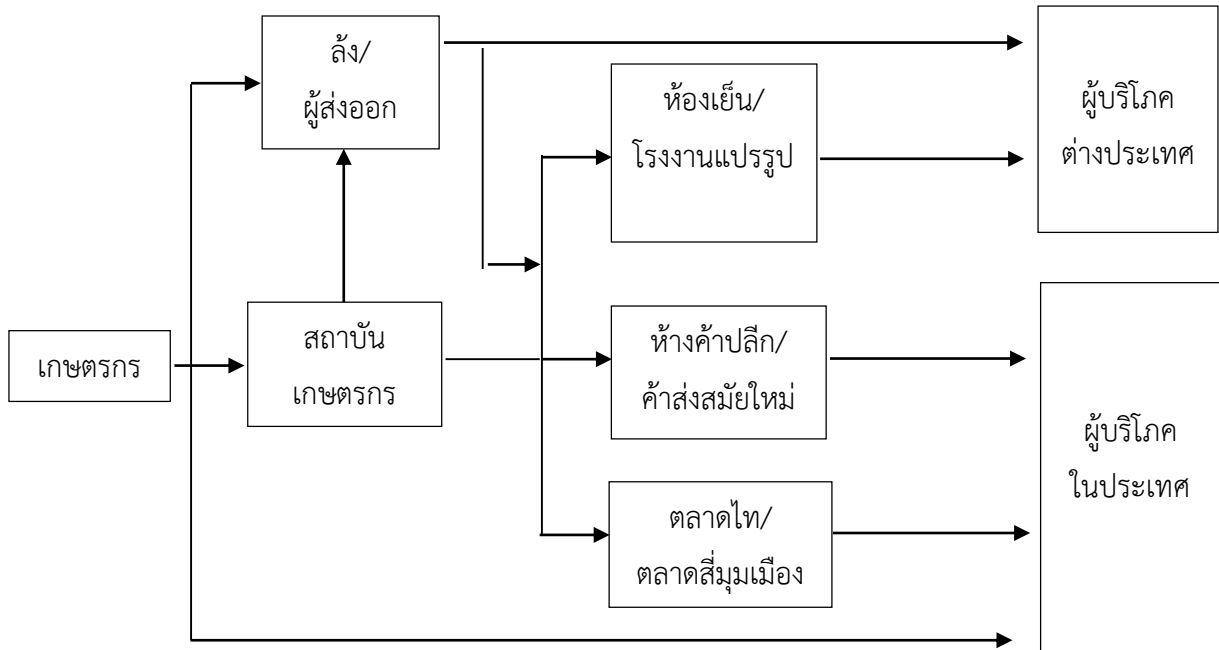 ล้ง/
ผู้ส่งออก
ห้องเย็น/
โรงงานแปรรูป
ผู้บริโภค
ต่างประเทศ
เกษตรกร
สถาบัน
เกษตรกร
ห้างค้าปลีก/
ค้าส่งสมัยใหม่
ผู้บริโภค
ในประเทศ
ตลาดไท/
ตลาดสี่มุมเมือง